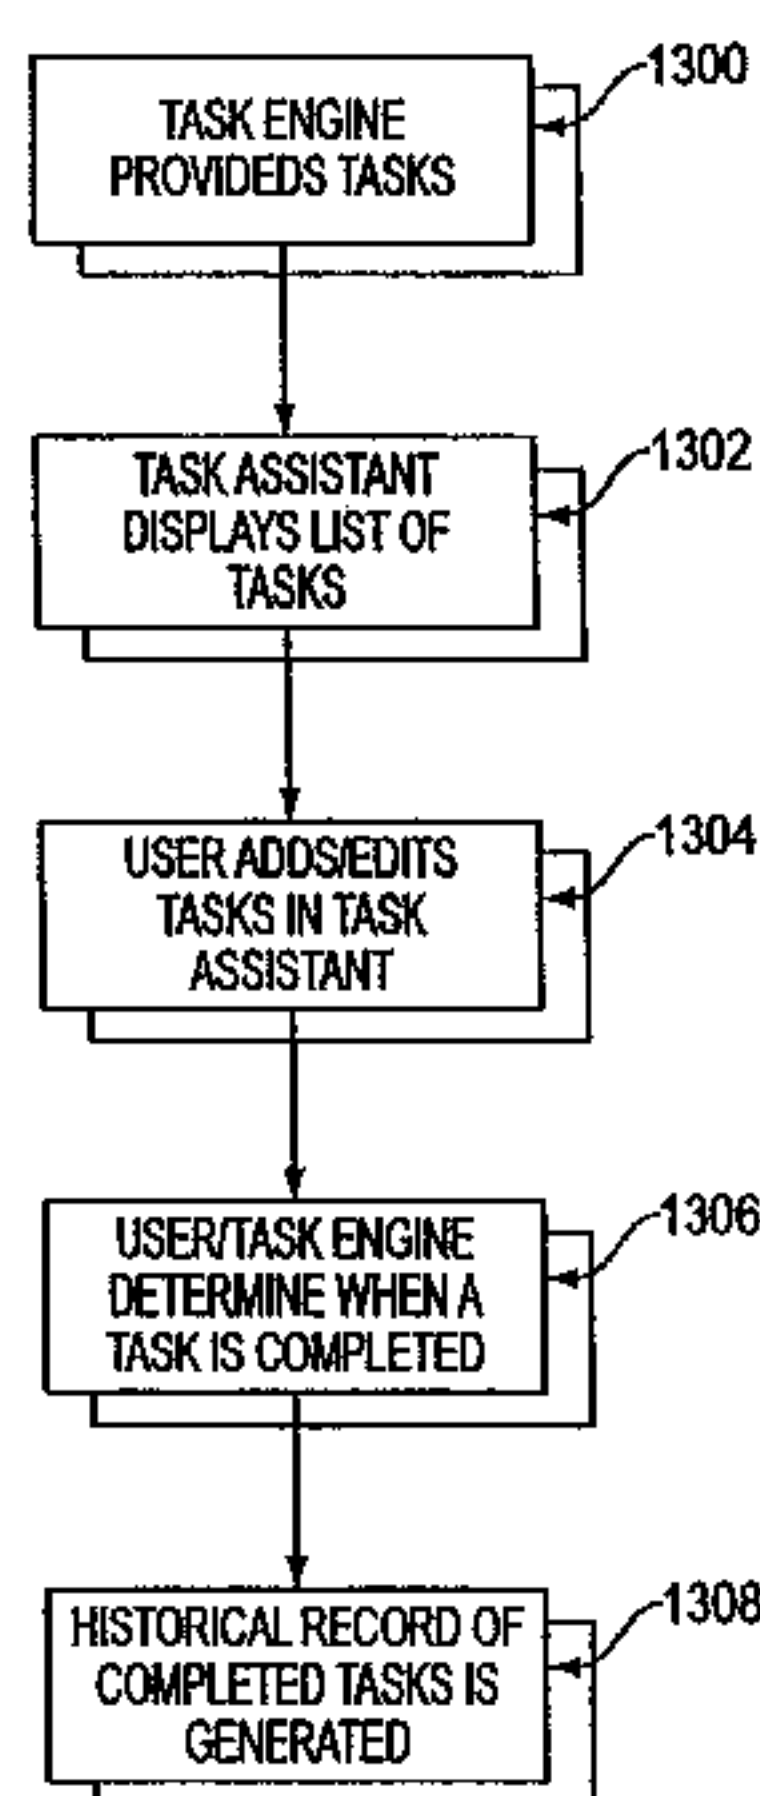 1300
TASK ENGINE
PROVIDEDS TASKS
1302
TASK ASSISTANT
DISPLAYS LIST OF
TASKS
1304
USER ADDS/EDITS
TASKS IN TASK
ASSISTANT
1306
USER/TASK ENGINE
DETERMINE WHEN A
TASK IS COMPLETED
1308
HISTORICAL RECORD OF
COMPLETED TASKS IS
GENERATED